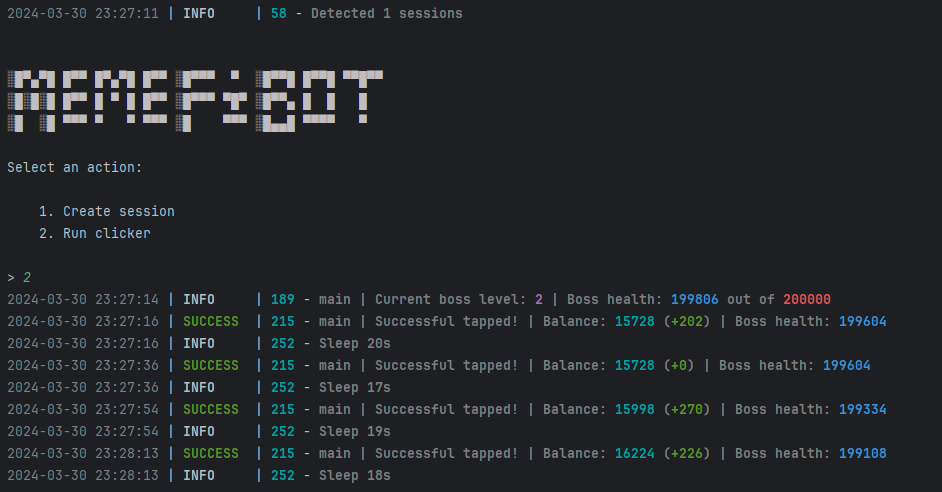 2024-03-30 23:27:11 | INFO     | 58 - Detected 1 sessions
MEME FI BOT
Select an action:
1. Create session
2. Run clicker
> 2
2024-03-30 23:27:14 | INFO     | 189 - main | Current boss level: 2 | Boss health: 199806 out of 200000
2024-03-30 23:27:16 | SUCCESS  | 215 - main | Successful tapped! | Balance: 15728 (+202) | Boss health: 199604
2024-03-30 23:27:16 | INFO     | 252 - Sleep 20s
2024-03-30 23:27:36 | SUCCESS  | 215 - main | Successful tapped! | Balance: 15728 (+0) | Boss health: 199604
2024-03-30 23:27:36 | INFO     | 252 - Sleep 17s
2024-03-30 23:27:54 | SUCCESS  | 215 - main | Successful tapped! | Balance: 15998 (+270) | Boss health: 199334
2024-03-30 23:27:54 | INFO     | 252 - Sleep 19s
2024-03-30 23:28:13 | SUCCESS  | 215 - main | Successful tapped! | Balance: 16224 (+226) | Boss health: 199108
2024-03-30 23:28:13 | INFO     | 252 - Sleep 18s